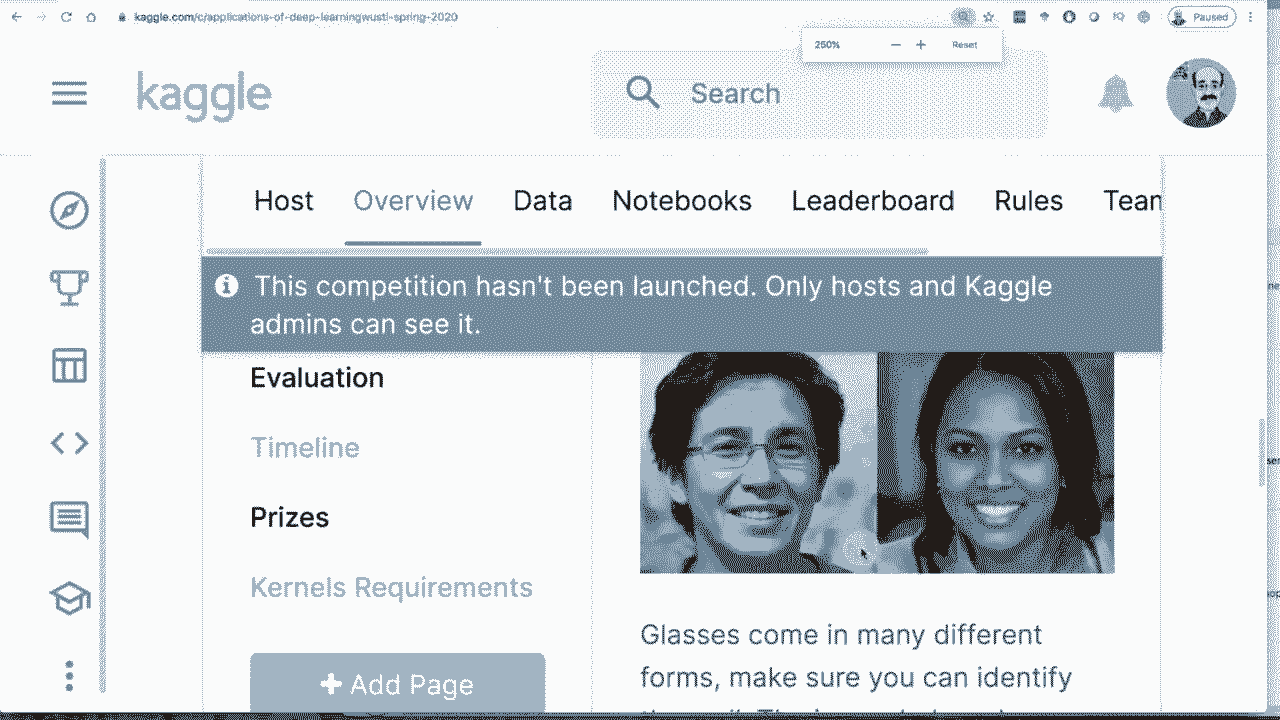 kaggle.com/c/applications-of-deep-learningwustl-spring-2020
Paused
250%
Reset
kaggle
Search
Host Overview Data Notebooks Leaderboard Rules Team
This competition hasn't been launched. Only hosts and Kaggle
admins can see it.
Evaluation
Timeline
Prizes
Kernels Requirements
+ Add Page
Glasses come in many different
forms, make sure you can identify